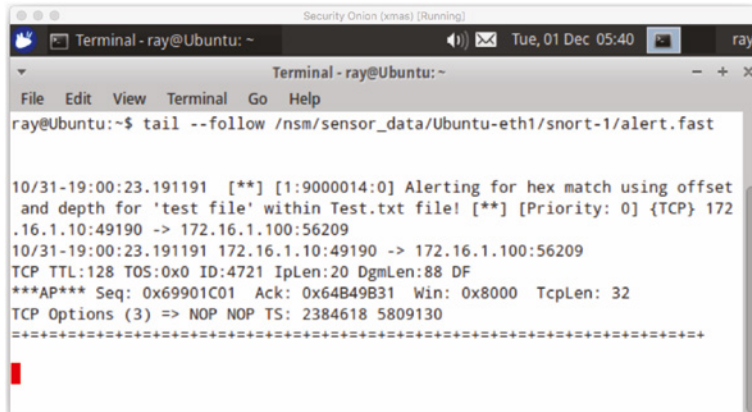 Security Onion (xmas) [Running]
Terminal - ray@Ubuntu: ~ Tue, 01 Dec 05:40 ray
Terminal - ray@Ubuntu: ~
File Edit View Terminal Go Help
ray@Ubuntu:~$ tail --follow /nsm/sensor_data/Ubuntu-eth1/snort-1/alert.fast
10/31-19:00:23.191191 [**] [1:9000014:0] Alerting for hex match using offset
and depth for 'test file' within Test.txt file! [**] [Priority: 0] {TCP} 172
.16.1.10:49190 -> 172.16.1.100:56209
10/31-19:00:23.191191 172.16.1.10:49190 -> 172.16.1.100:56209
TCP TTL:128 TOS:0x0 ID:4721 IpLen:20 DgmLen:88 DF
***AP*** Seq: 0x69901C01 Ack: 0x64B49B31 Win: 0x8000 TcpLen: 32
TCP Options (3) => NOP NOP TS: 2384618 5809130
=+=+=+=+=+=+=+=+=+=+=+=+=+=+=+=+=+=+=+=+=+=+=+=+=+=+=+=+=+=+=+=+=+=+=+=+=+